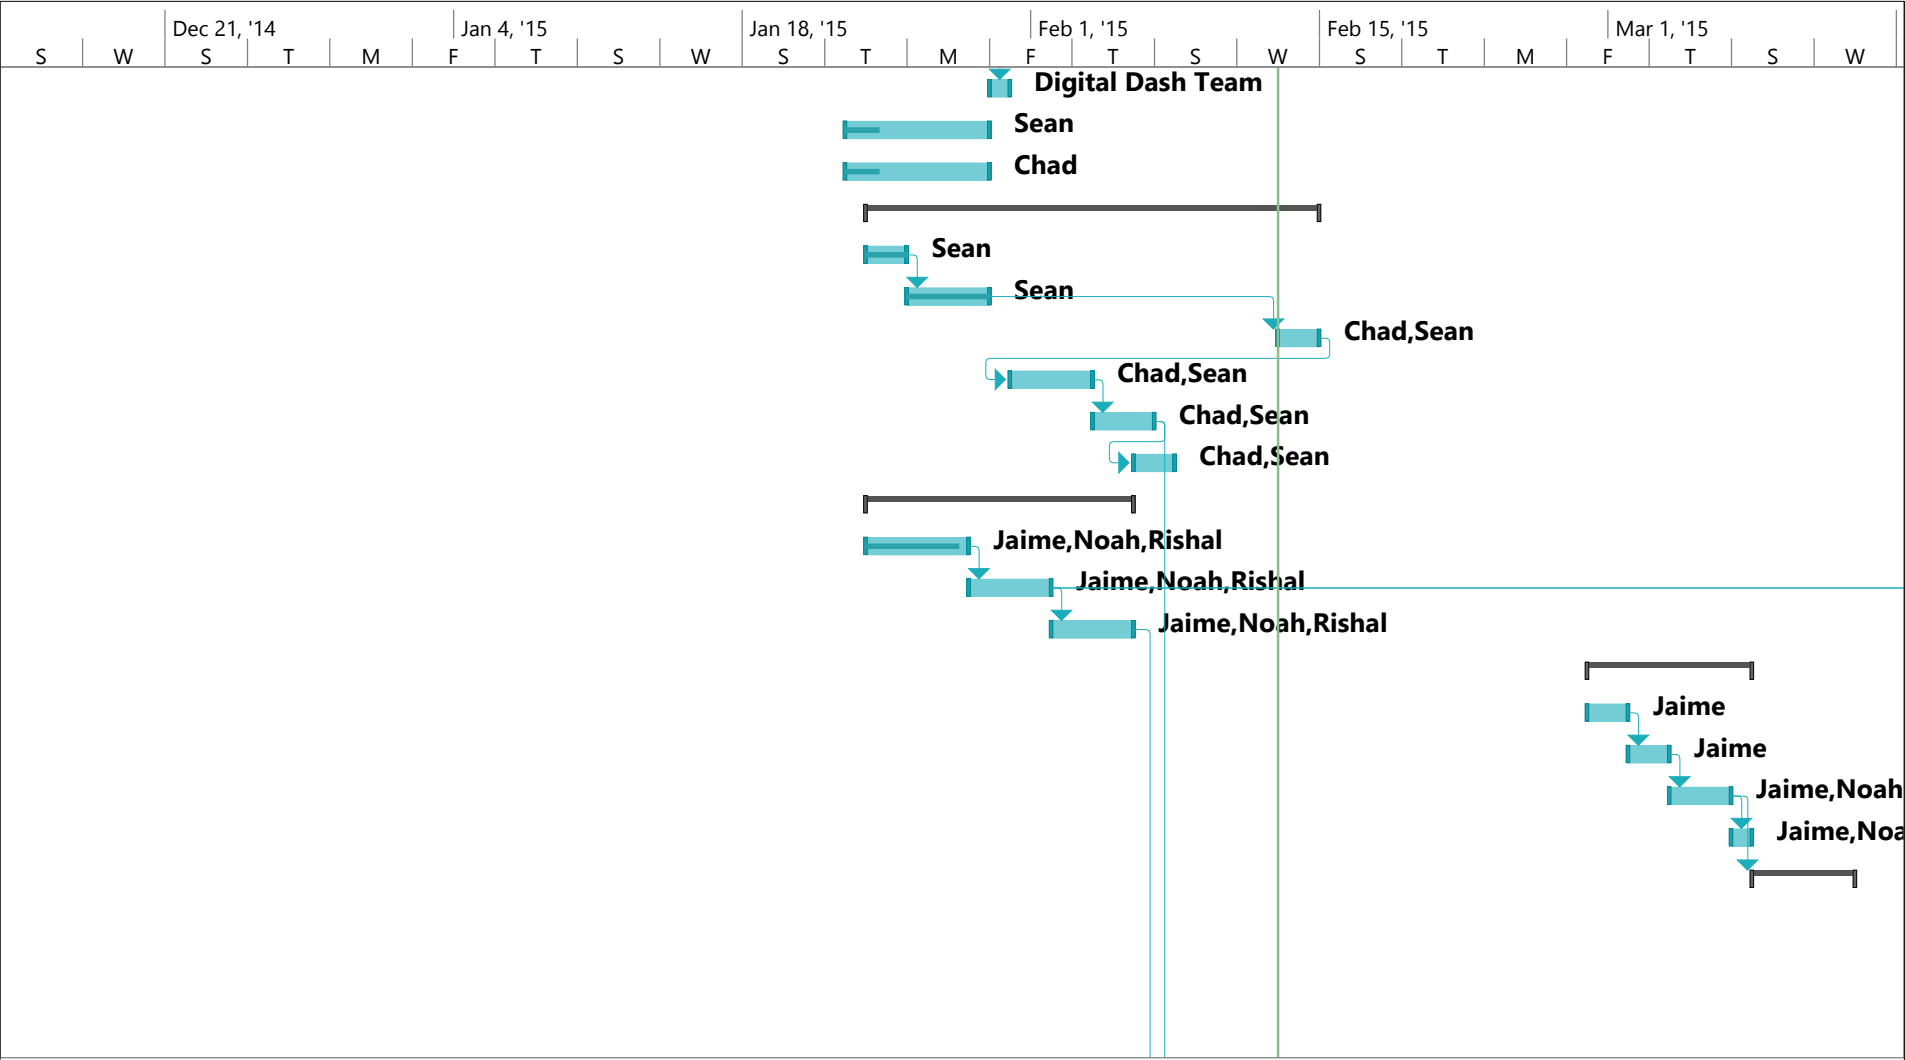 Dec 21, '14 Jan 4, '15 Jan 18, '15 Feb 1, '15 Feb 15, '15 Mar 1, '15
S W S T M F T S W S T M F T S W S T M F T S W
Digital Dash Team
Sean
Chad
Sean
Sean
Chad,Sean
Chad,Sean
Chad,Sean
Chad,Sean
Jaime,Noah,Rishal
Jaime,Noah,Rishal
Jaime,Noah,Rishal
Jaime
Jaime
Jaime,Noah
Jaime,Noa